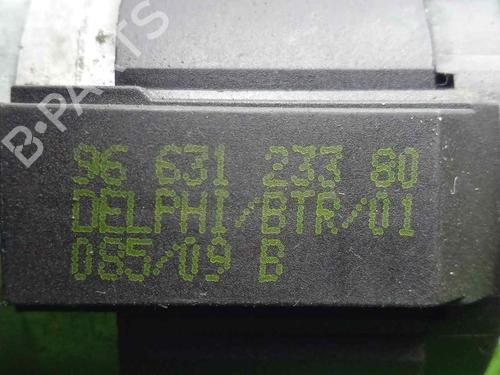 B-PARTS
96 631 233 80
DELPHI/BTR/01
085/09 B